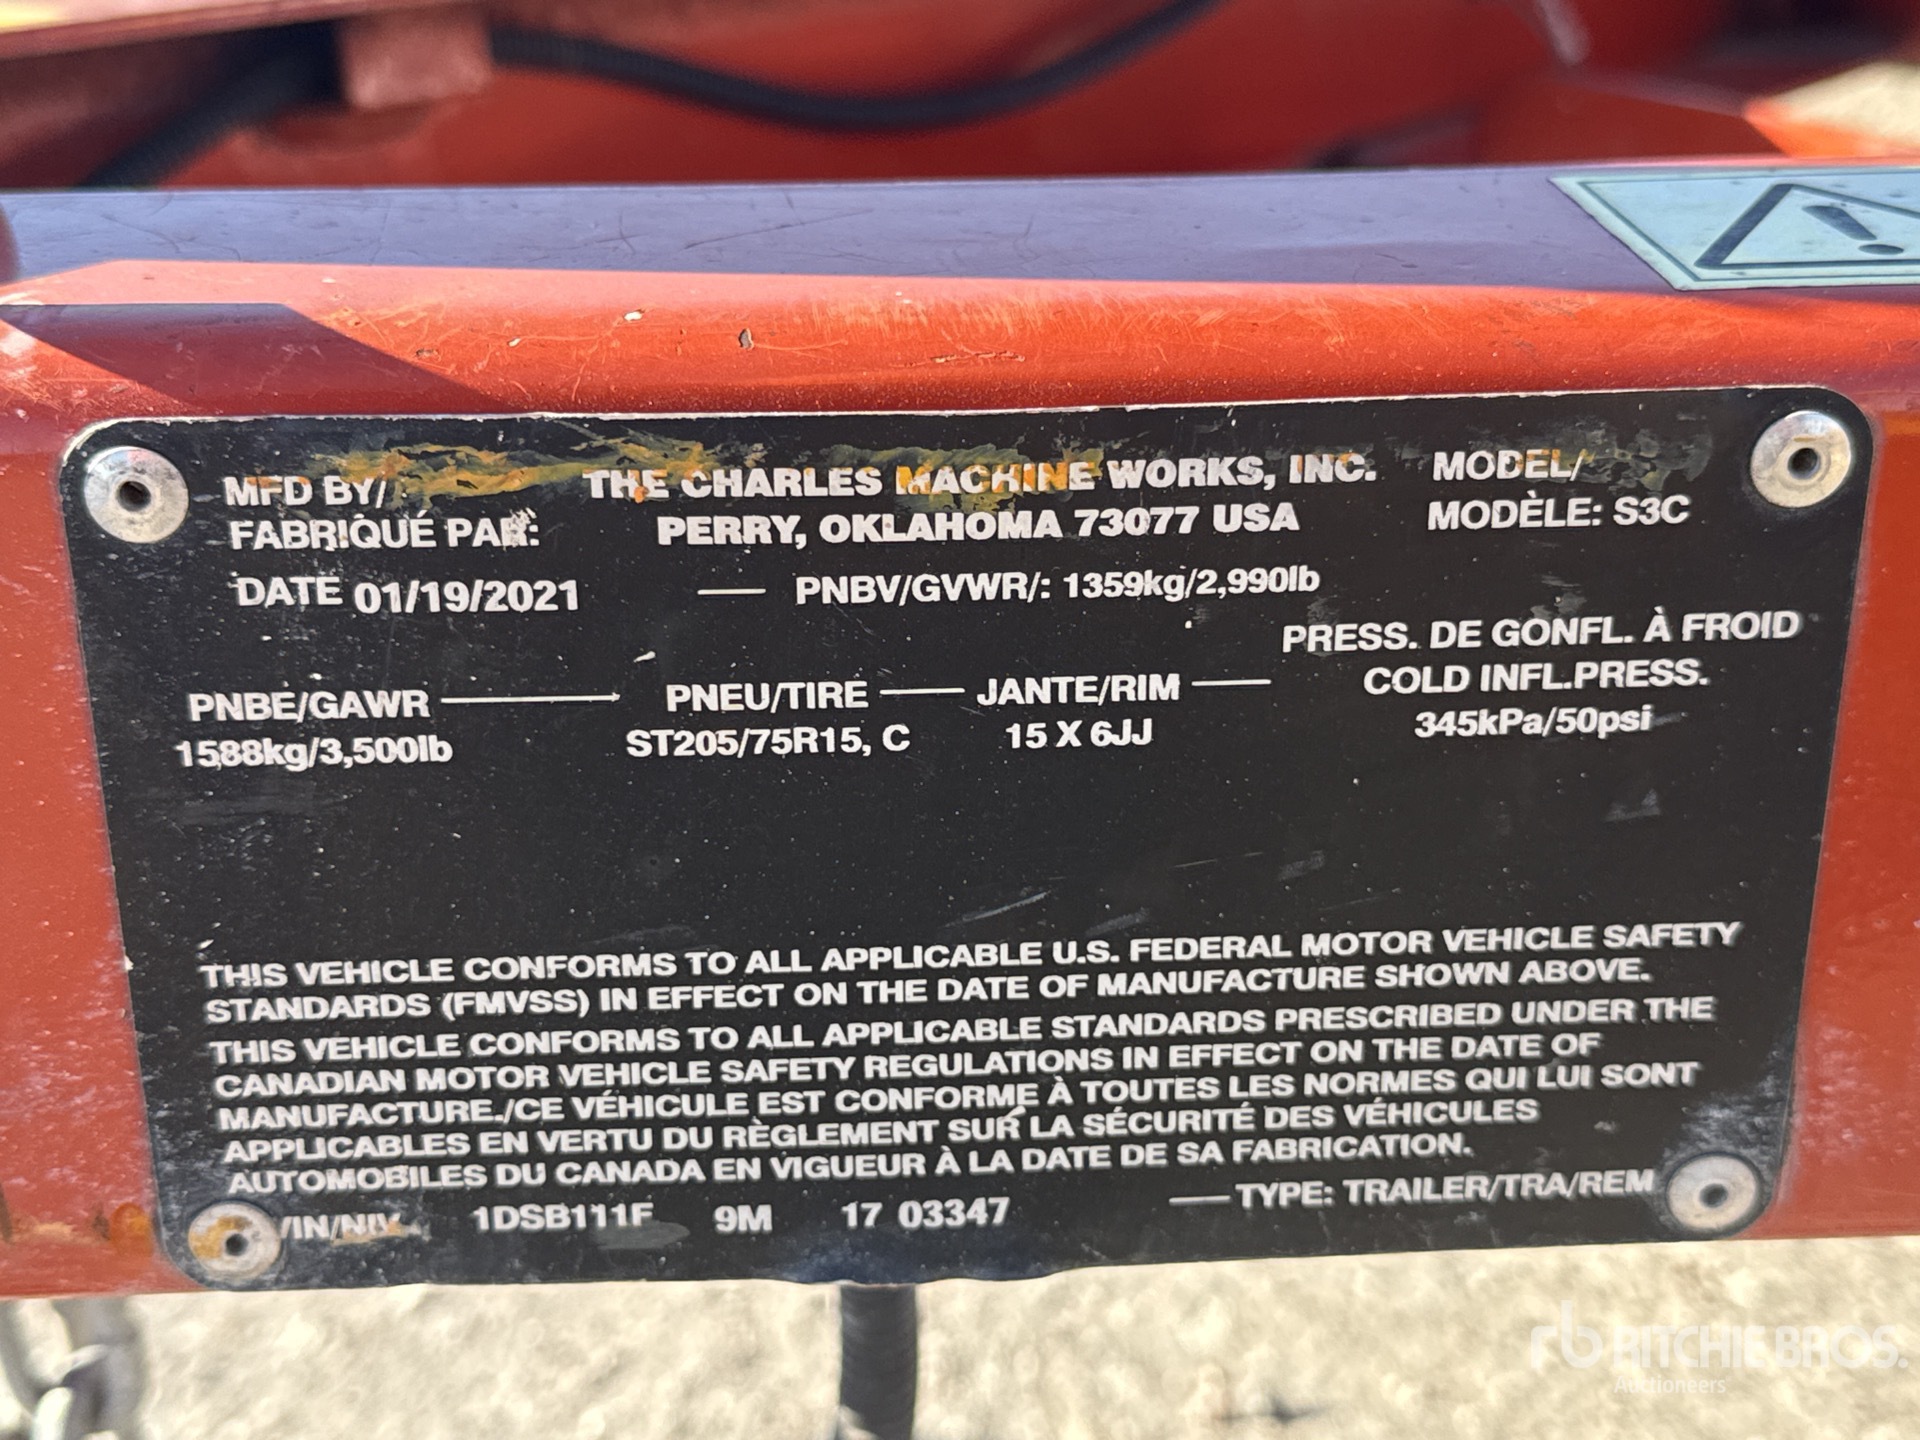 MFD BY/ THE CHARLES MACHINE WORKS, INC. MODEL/
FABRIQUÉ PAR: PERRY, OKLAHOMA 73077 USA MODÈLE: S3C
DATE 01/19/2021 PNBV/GVWR/: 1359kg/2,990lb
PRESS. DE GONFL. À FROID
PNBE/GAWR PNEU/TIRE JANTE/RIM COLD INFL.PRESS.
1588kg/3,500lb ST205/75R15, C 15 X 6JJ 345kPa/50psi
THIS VEHICLE CONFORMS TO ALL APPLICABLE U.S. FEDERAL MOTOR VEHICLE SAFETY
STANDARDS (FMVSS) IN EFFECT ON THE DATE OF MANUFACTURE SHOWN ABOVE.
THIS VEHICLE CONFORMS TO ALL APPLICABLE STANDARDS PRESCRIBED UNDER THE
CANADIAN MOTOR VEHICLE SAFETY REGULATIONS IN EFFECT ON THE DATE OF
MANUFACTURE./CE VÉHICULE EST CONFORME À TOUTES LES NORMES QUI LUI SONT
APPLICABLES EN VERTU DU RÈGLEMENT SUR LA SÉCURITÉ DES VÉHICULES
AUTOMOBILES DU CANADA EN VIGUEUR À LA DATE DE SA FABRICATION.
VIN/NIV 1DSB111F 9M 17 03347 TYPE: TRAILER/TRA/REM
rb RITCHIE BROS.
Auctioneers